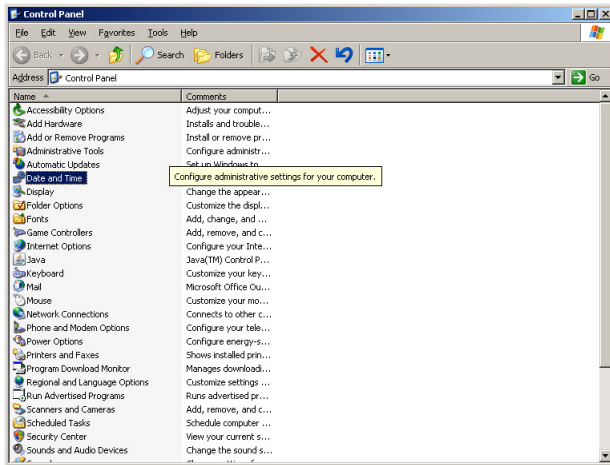 Control Panel
File Edit View Favorites Tools Help
Back Search Folders
Address Control Panel Go
Name Comments
Accessibility Options Adjust your comput...
Add Hardware Installs and trouble...
Add or Remove Programs Install or remove pr...
Administrative Tools Configure administr...
Automatic Updates Set up Windows to
Date and Time
Configure administrative settings for your computer.
Display Change the appear...
Folder Options Customize the displ...
Fonts Add, change, and ...
Game Controllers Add, remove, and c...
Internet Options Configure your Inte...
Java Java(TM) Control P...
Keyboard Customize your key...
Mail Microsoft Office Ou...
Mouse Customize your mo...
Network Connections Connects to other c...
Phone and Modem Options Configure your tele...
Power Options Configure energy-s...
Printers and Faxes Shows installed prin...
Program Download Monitor Manages downloadi...
Regional and Language Options Customize settings ...
Run Advertised Programs Runs advertised pr...
Scanners and Cameras Add, remove, and c...
Scheduled Tasks Schedule computer ...
Security Center View your current s...
Sounds and Audio Devices Change the sound s...